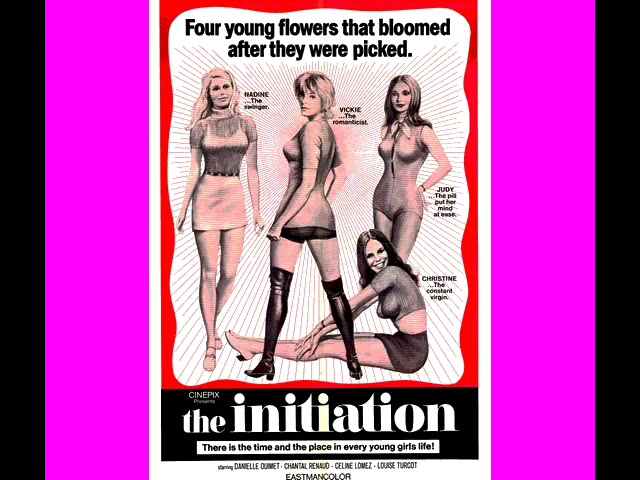 Four young flowers that bloomed
after they were picked.
NADINE
...The
swinger.
VICKIE
...The
romanticist.
JUDY
...The pill
put her
mind
at ease.
CHRISTINE
...The
constant
virgin.
CINEPIX
Presents
the initiation
There is the time and the place in every young girls life!
starring DANIELLE OUIMET · CHANTAL RENAUD · CELINE LOMEZ · LOUISE TURCOT
EASTMANCOLOR